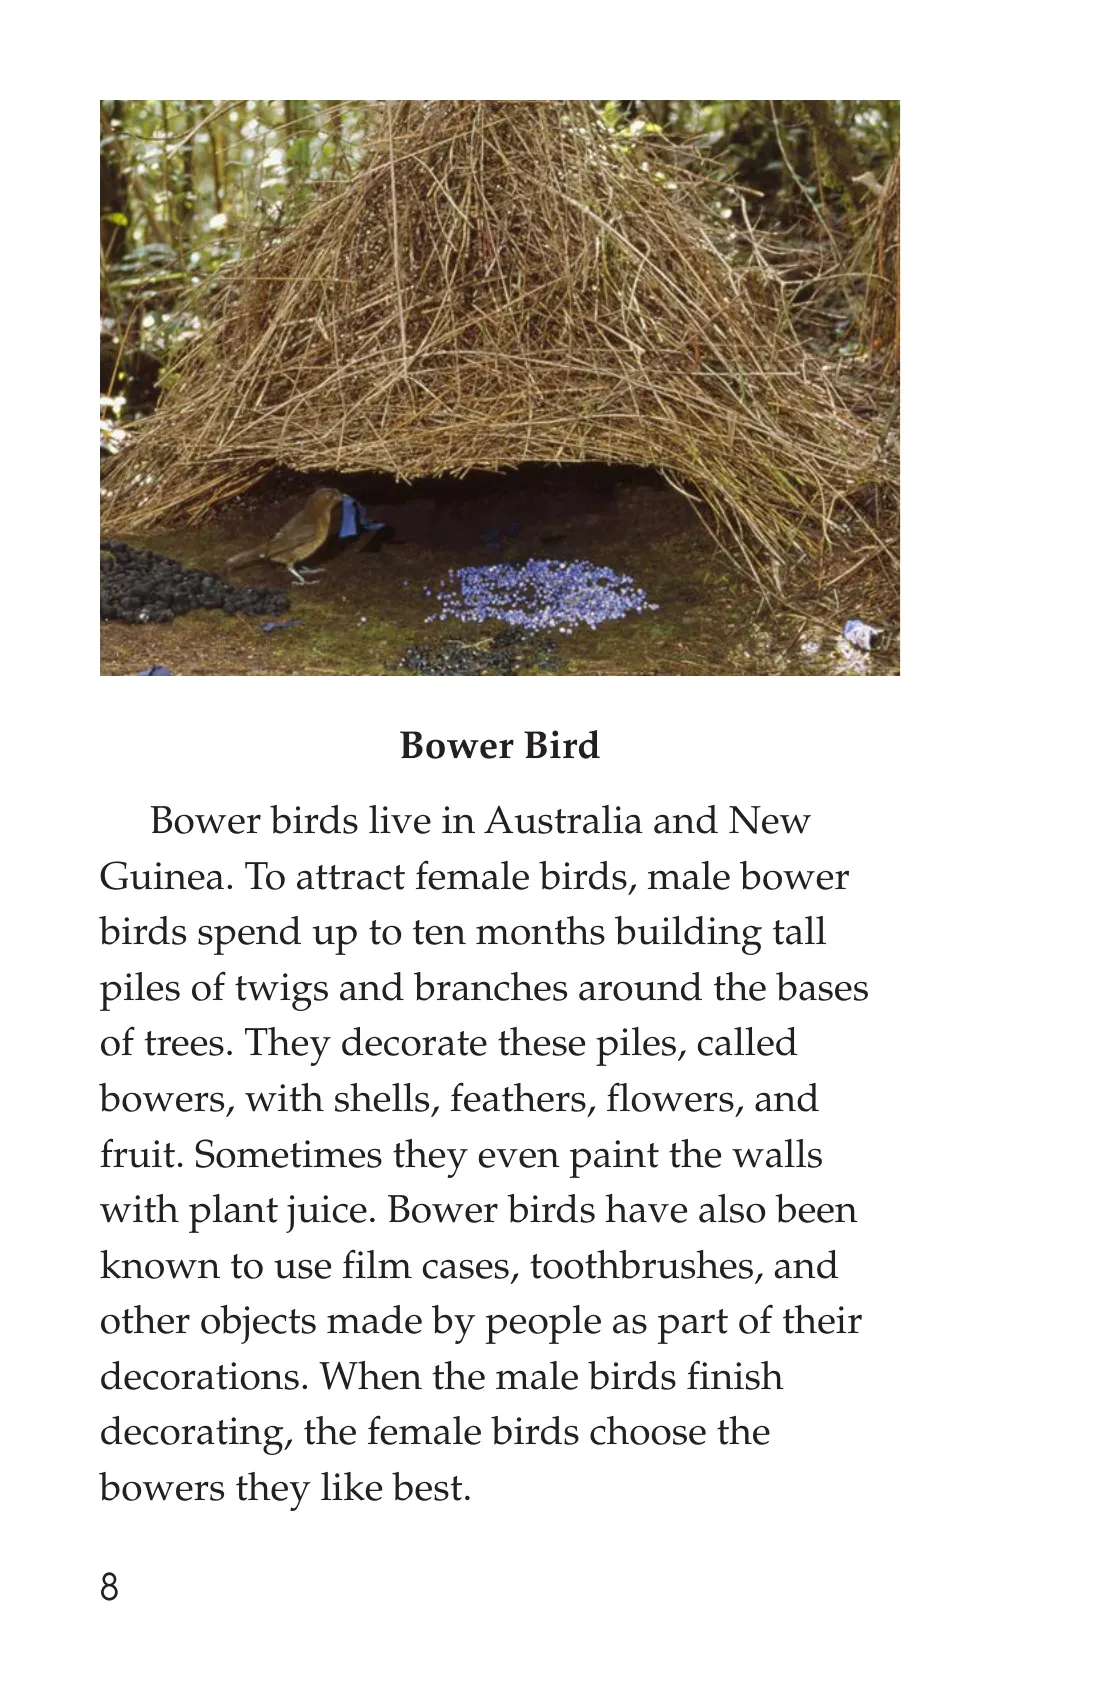 Bower Bird
Bower birds live in Australia and New
Guinea. To attract female birds, male bower
birds spend up to ten months building tall
piles of twigs and branches around the bases
of trees. They decorate these piles, called
bowers, with shells, feathers, flowers, and
fruit. Sometimes they even paint the walls
with plant juice. Bower birds have also been
known to use film cases, toothbrushes, and
other objects made by people as part of their
decorations. When the male birds finish
decorating, the female birds choose the
bowers they like best.
8